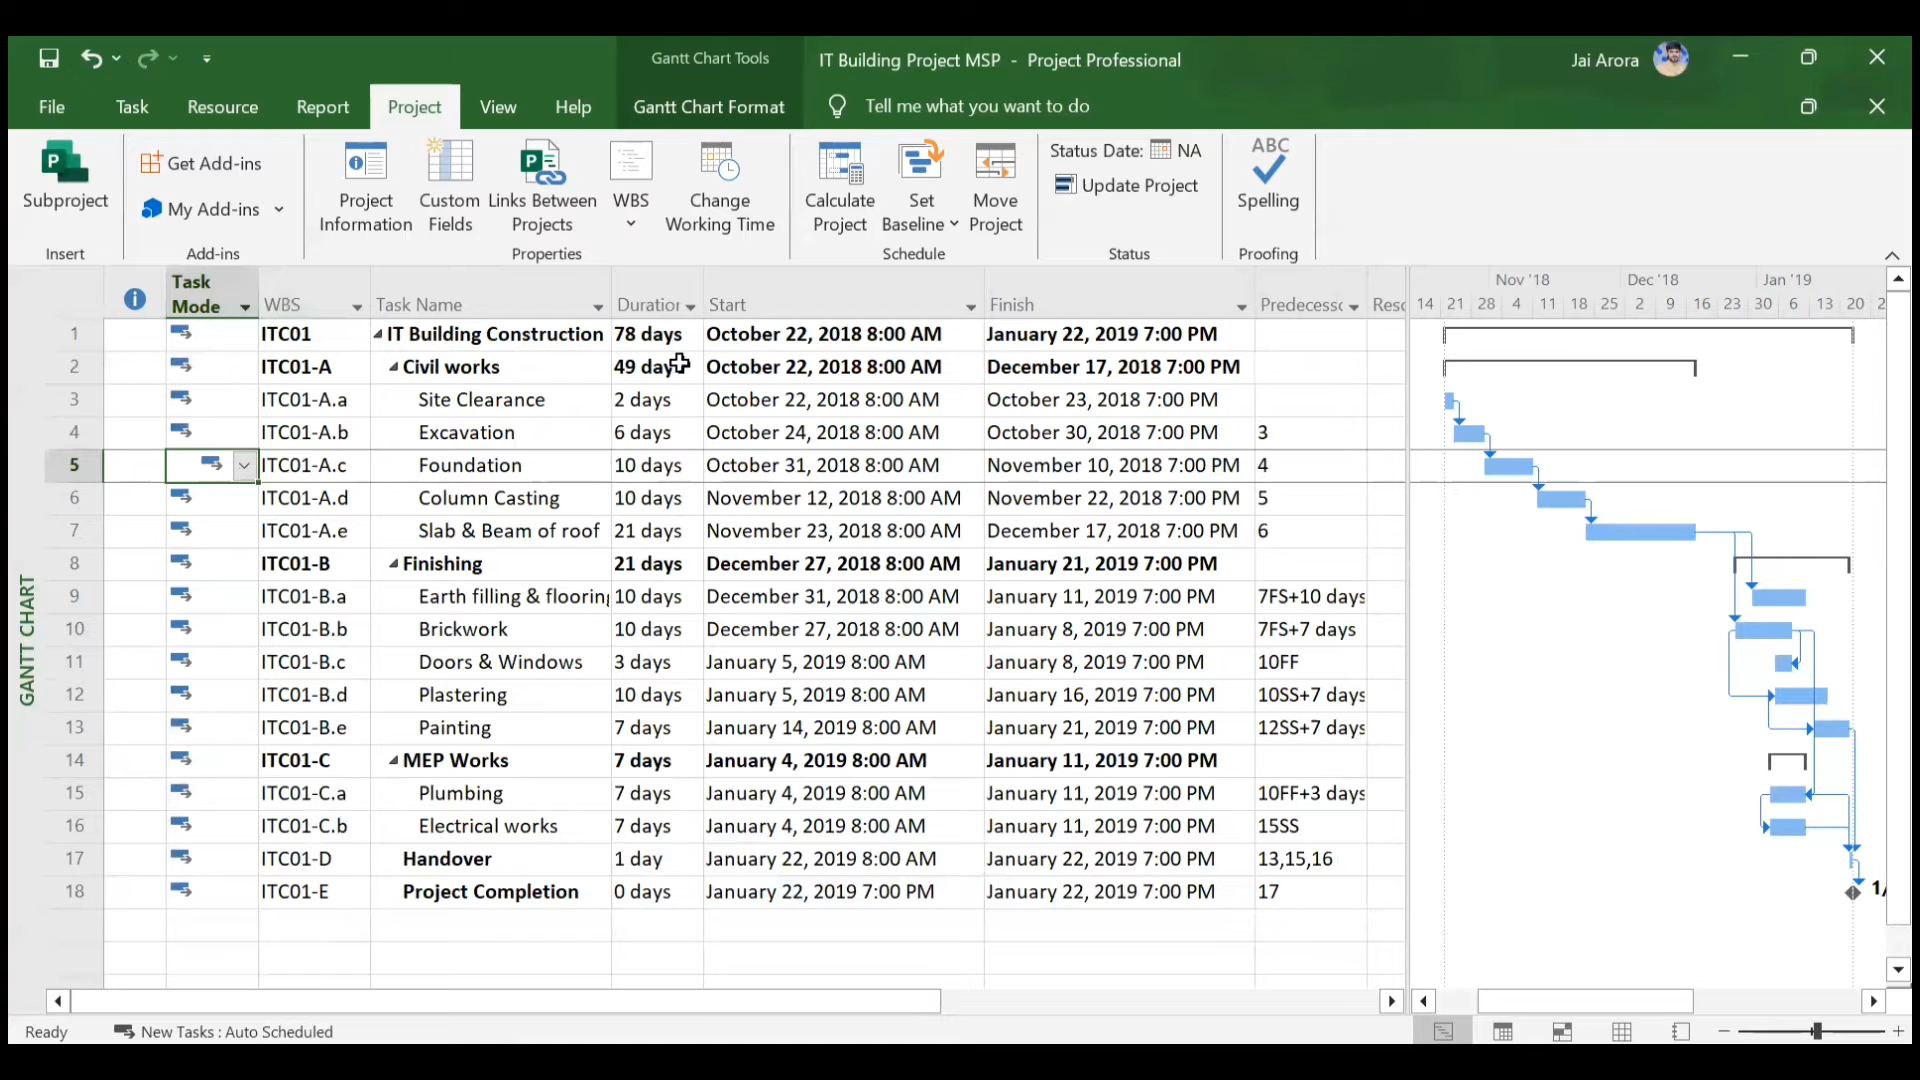 Gantt Chart Tools IT Building Project MSP - Project Professional Jai Arora
File Task Resource Report Project View Help Gantt Chart Format Tell me what you want to do
Subproject
Insert
Get Add-ins
My Add-ins
Add-ins
Project Information
Custom Fields
Links Between Projects
WBS
Change Working Time
Properties
Calculate Project
Set Baseline
Move Project
Schedule
Status Date: NA
Update Project
Status
ABC
Spelling
Proofing
GANTT CHART
Task Mode WBS Task Name Duration Start Finish Predecesso Reso
1 ITC01 IT Building Construction 78 days October 22, 2018 8:00 AM January 22, 2019 7:00 PM
2 ITC01-A Civil works 49 days October 22, 2018 8:00 AM December 17, 2018 7:00 PM
3 ITC01-A.a Site Clearance 2 days October 22, 2018 8:00 AM October 23, 2018 7:00 PM
4 ITC01-A.b Excavation 6 days October 24, 2018 8:00 AM October 30, 2018 7:00 PM 3
5 ITC01-A.c Foundation 10 days October 31, 2018 8:00 AM November 10, 2018 7:00 PM 4
6 ITC01-A.d Column Casting 10 days November 12, 2018 8:00 AM November 22, 2018 7:00 PM 5
7 ITC01-A.e Slab & Beam of roof 21 days November 23, 2018 8:00 AM December 17, 2018 7:00 PM 6
8 ITC01-B Finishing 21 days December 27, 2018 8:00 AM January 21, 2019 7:00 PM
9 ITC01-B.a Earth filling & flooring 10 days December 31, 2018 8:00 AM January 11, 2019 7:00 PM 7FS+10 days
10 ITC01-B.b Brickwork 10 days December 27, 2018 8:00 AM January 8, 2019 7:00 PM 7FS+7 days
11 ITC01-B.c Doors & Windows 3 days January 5, 2019 8:00 AM January 8, 2019 7:00 PM 10FF
12 ITC01-B.d Plastering 10 days January 5, 2019 8:00 AM January 16, 2019 7:00 PM 10SS+7 days
13 ITC01-B.e Painting 7 days January 14, 2019 8:00 AM January 21, 2019 7:00 PM 12SS+7 days
14 ITC01-C MEP Works 7 days January 4, 2019 8:00 AM January 11, 2019 7:00 PM
15 ITC01-C.a Plumbing 7 days January 4, 2019 8:00 AM January 11, 2019 7:00 PM 10FF+3 days
16 ITC01-C.b Electrical works 7 days January 4, 2019 8:00 AM January 11, 2019 7:00 PM 15SS
17 ITC01-D Handover 1 day January 22, 2019 8:00 AM January 22, 2019 7:00 PM 13,15,16
18 ITC01-E Project Completion 0 days January 22, 2019 7:00 PM January 22, 2019 7:00 PM 17
Nov '18 Dec '18 Jan '19
14 21 28 4 11 18 25 2 9 16 23 30 6 13 20 2
1/
Ready New Tasks : Auto Scheduled